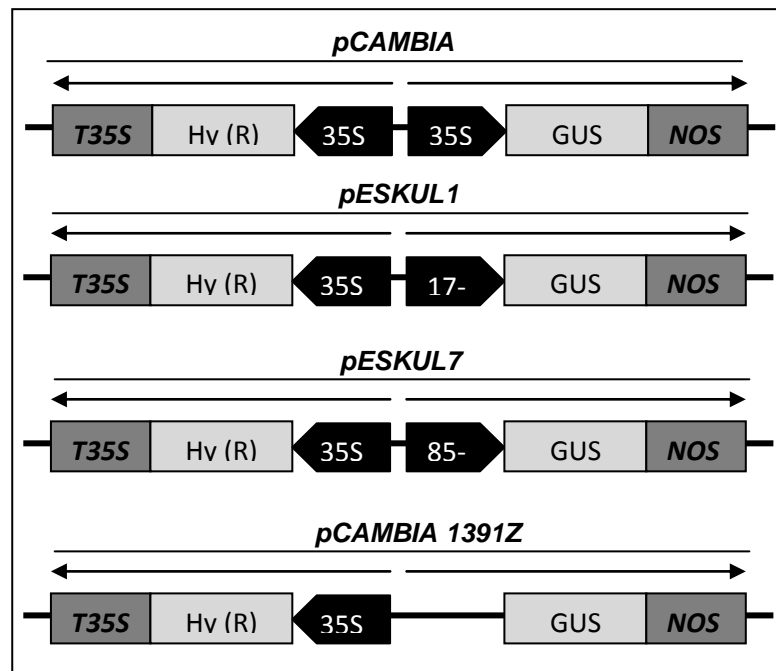 pCAMBIA
T35S Hv (R) 35S 35S GUS NOS
pESKUL1
T35S Hv (R) 35S 17- GUS NOS
pESKUL7
T35S Hv (R) 35S 85- GUS NOS
pCAMBIA 1391Z
T35S Hv (R) 35S GUS NOS